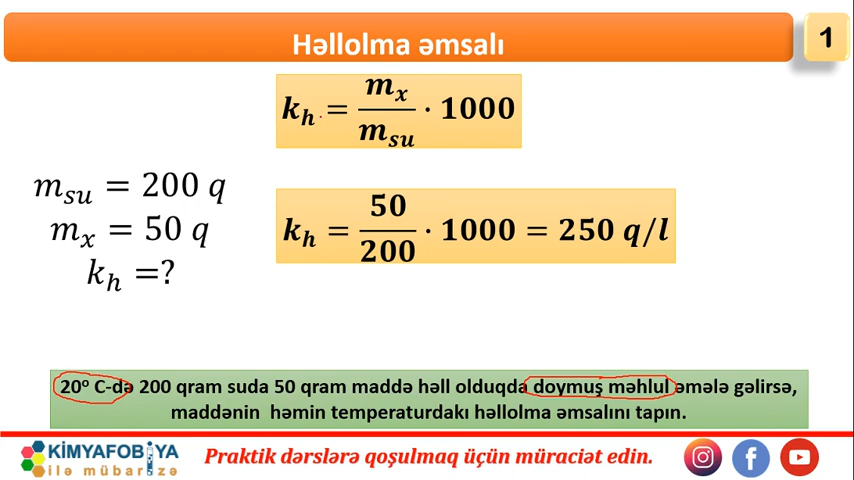 Həllolma əmsalı
1
k_h = m_x / m_su · 1000
m_su = 200 q
m_x = 50 q
k_h =?
k_h = 50 / 200 · 1000 = 250 q/l
20° C-də 200 qram suda 50 qram maddə həll olduqda doymuş məhlul əmələ gəlirsə,
maddənin həmin temperaturdakı həllolma əmsalını tapın.
KİMYAFOBİYA
ilə mübarizə
Praktik dərslərə qoşulmaq üçün müraciət edin.